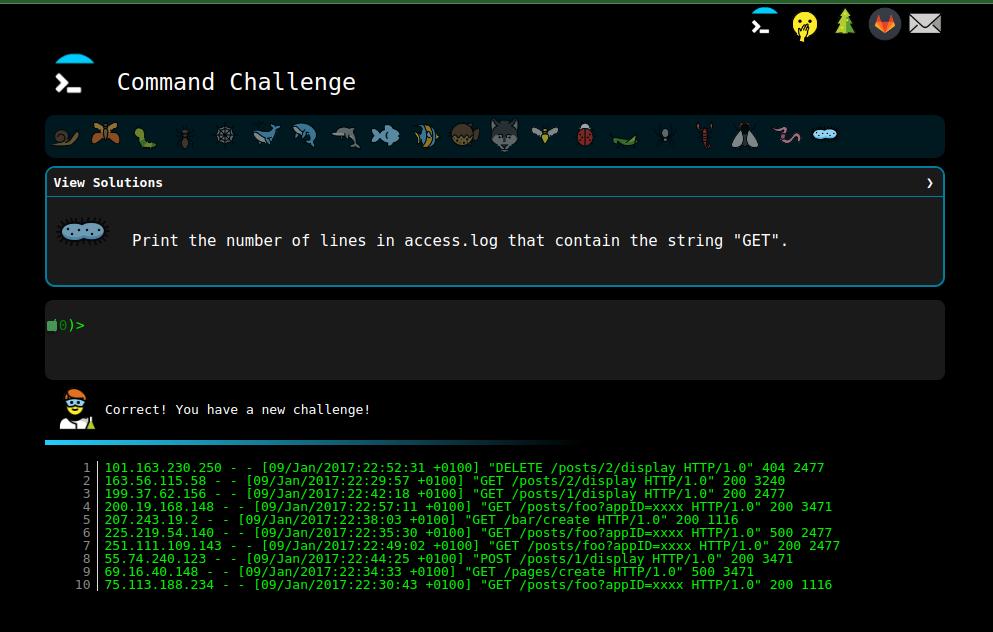 Command Challenge
View Solutions ❯
Print the number of lines in access.log that contain the string "GET".
(0)>
Correct! You have a new challenge!
1 101.163.230.250 - - [09/Jan/2017:22:52:31 +0100] "DELETE /posts/2/display HTTP/1.0" 404 2477
2 163.56.115.58 - - [09/Jan/2017:22:29:57 +0100] "GET /posts/2/display HTTP/1.0" 200 3240
3 199.37.62.156 - - [09/Jan/2017:22:42:18 +0100] "GET /posts/1/display HTTP/1.0" 200 2477
4 200.19.168.148 - - [09/Jan/2017:22:57:11 +0100] "GET /posts/foo?appID=xxxx HTTP/1.0" 200 3471
5 207.243.19.2 - - [09/Jan/2017:22:38:03 +0100] "GET /bar/create HTTP/1.0" 200 1116
6 225.219.54.140 - - [09/Jan/2017:22:35:30 +0100] "GET /posts/foo?appID=xxxx HTTP/1.0" 500 2477
7 251.111.109.143 - - [09/Jan/2017:22:49:02 +0100] "GET /posts/foo?appID=xxxx HTTP/1.0" 200 2477
8 55.74.240.123 - - [09/Jan/2017:22:44:25 +0100] "POST /posts/1/display HTTP/1.0" 200 3471
9 69.16.40.148 - - [09/Jan/2017:22:34:33 +0100] "GET /pages/create HTTP/1.0" 500 3471
10 75.113.188.234 - - [09/Jan/2017:22:30:43 +0100] "GET /posts/foo?appID=xxxx HTTP/1.0" 200 1116